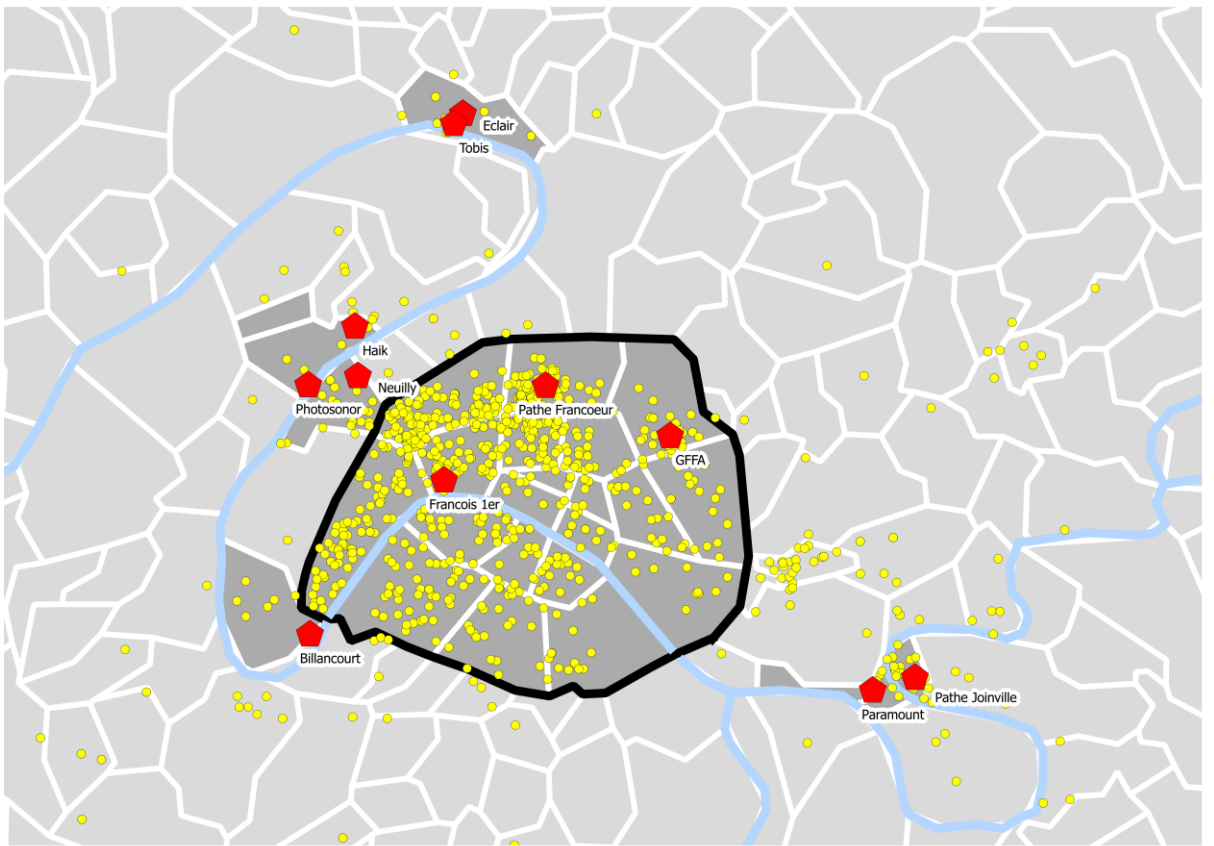 Eclair
Tobis
Haik
Neuilly
Photosonor
Pathe Francoeur
GFFA
Francois 1er
Billancourt
Pathe Joinville
Paramount